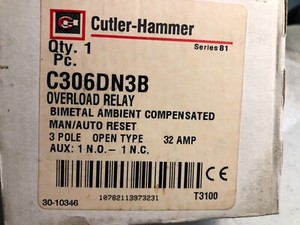 Cutler-Hammer
Qty. 1
Series B1
Pc.
C306DN3B
OVERLOAD RELAY
BIMETAL AMBIENT COMPENSATED
MAN/AUTO RESET
3 POLE OPEN TYPE 32 AMP
AUX: 1 N.O.- 1 N.C.
30-10346
10782113973231
T3100